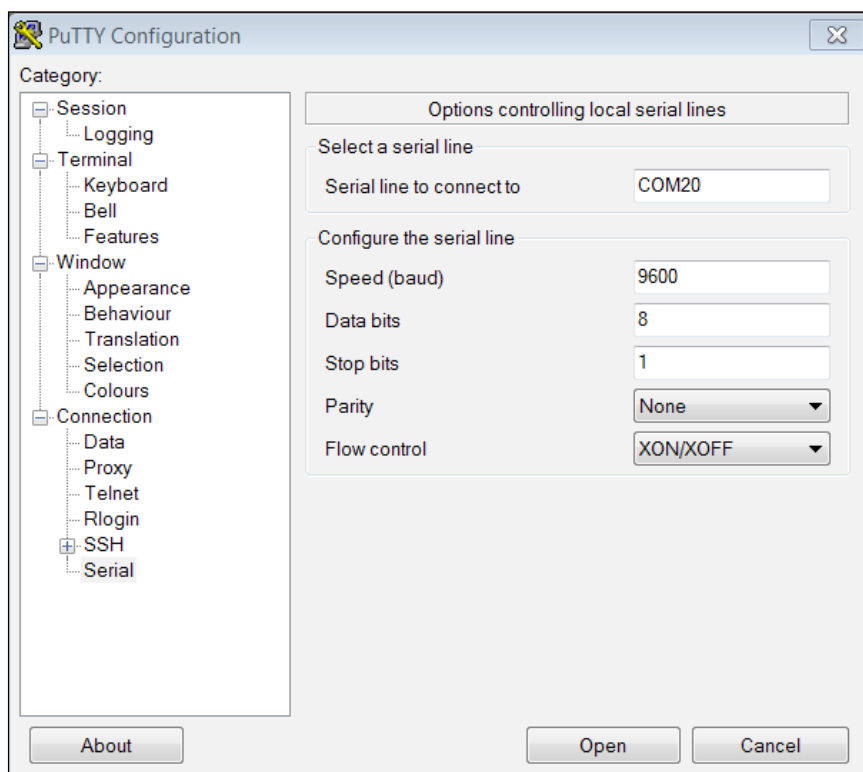 PuTTY Configuration
Category:
Session
Logging
Terminal
Keyboard
Bell
Features
Window
Appearance
Behaviour
Translation
Selection
Colours
Connection
Data
Proxy
Telnet
Rlogin
SSH
Serial
Options controlling local serial lines
Select a serial line
Serial line to connect to COM20
Configure the serial line
Speed (baud) 9600
Data bits 8
Stop bits 1
Parity None
Flow control XON/XOFF
About Open Cancel